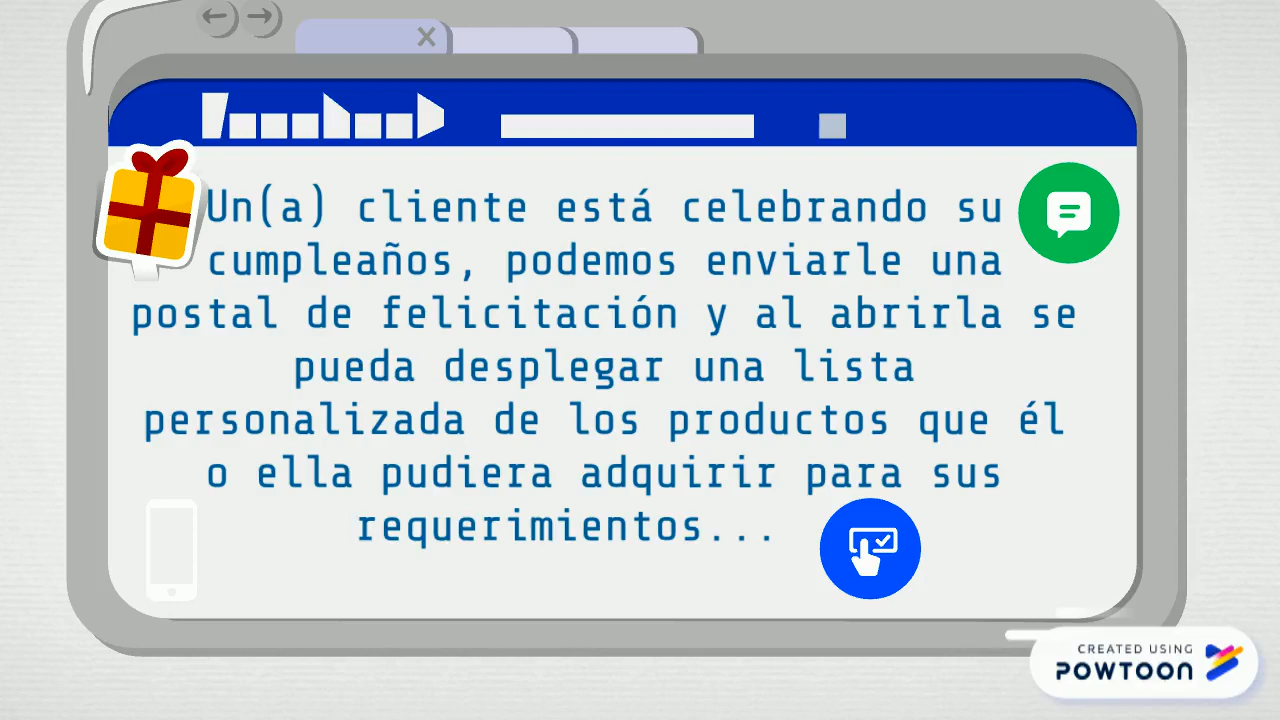 Un(a) cliente está celebrando su
cumpleaños, podemos enviarle una
postal de felicitación y al abrirla se
pueda desplegar una lista
personalizada de los productos que él
o ella pudiera adquirir para sus
requerimientos...
CREATED USING
POWTOON